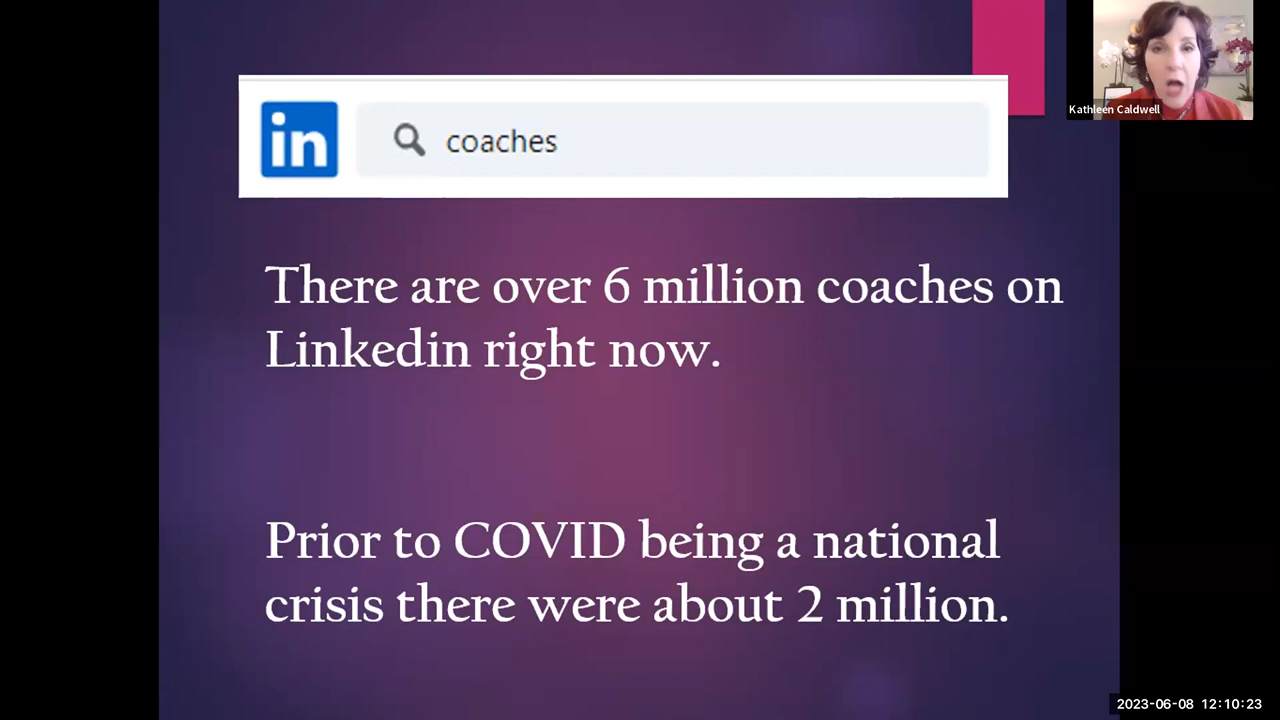 in
coaches
Kathleen Caldwell
There are over 6 million coaches on
Linkedin right now.
Prior to COVID being a national
crisis there were about 2 million.
2023-06-08 12:10:23